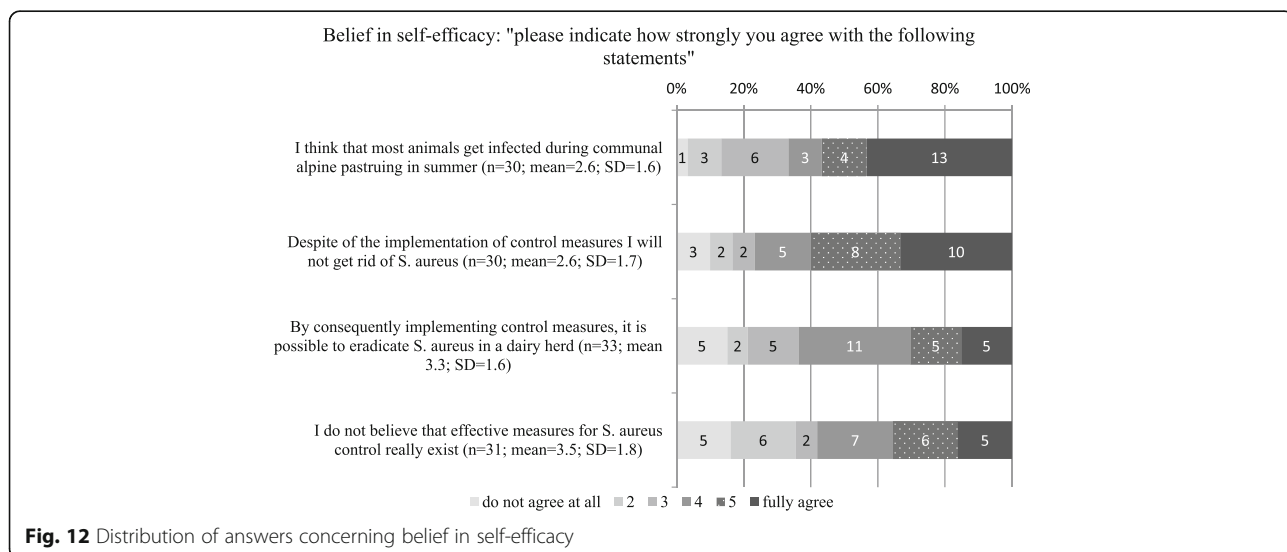 Belief in self-efficacy: "please indicate how strongly you agree with the following
statements"
0% 20% 40% 60% 80% 100%
I think that most animals get infected during communal
alpine pastruing in summer (n=30; mean=2.6; SD=1.6)
1 3 6 3 4 13
Despite of the implementation of control measures I will
not get rid of S. aureus (n=30; mean=2.6; SD=1.7)
3 2 2 5 8 10
By consequently implementing control measures, it is
possible to eradicate S. aureus in a dairy herd (n=33; mean
3.3; SD=1.6)
5 2 5 11 5 5
I do not believe that effective measures for S. aureus
control really exist (n=31; mean=3.5; SD=1.8)
5 6 2 7 6 5
do not agree at all 2 3 4 5 fully agree
Fig. 12 Distribution of answers concerning belief in self-efficacy